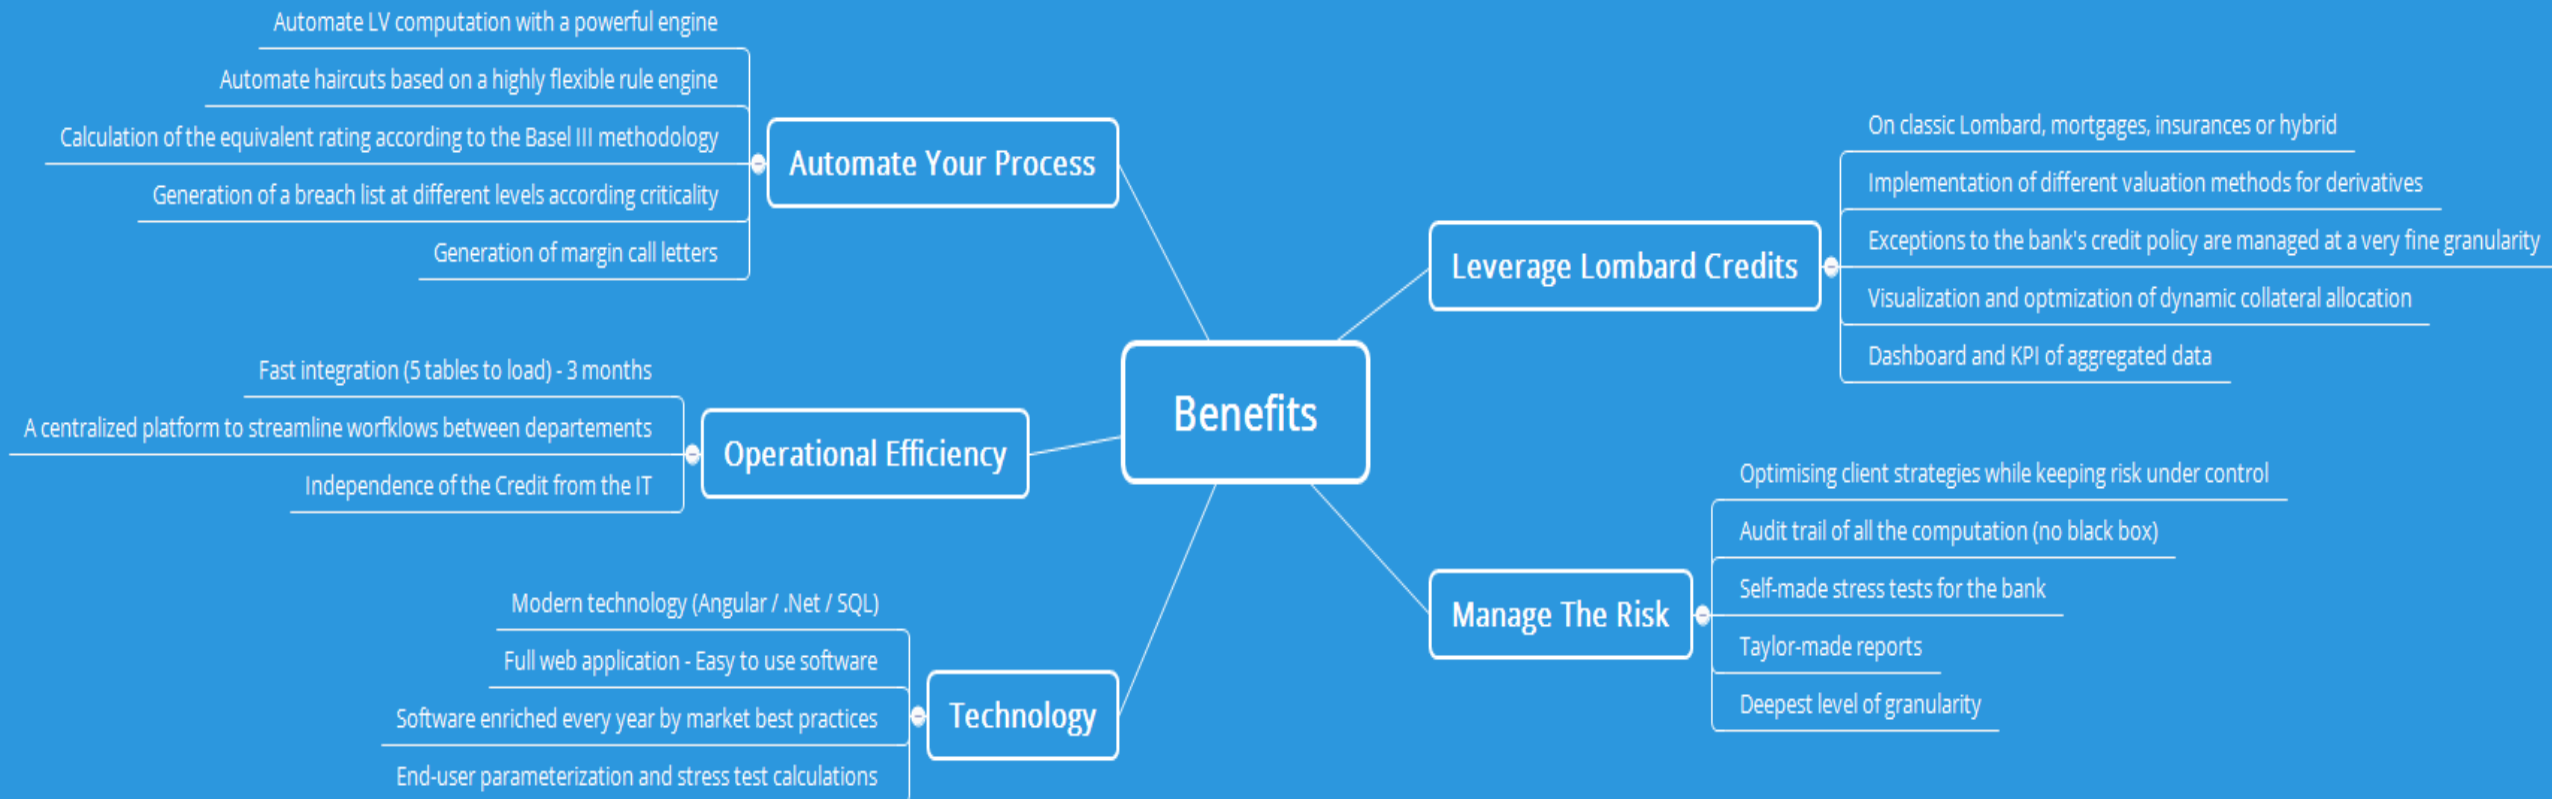 Automate LV computation with a powerful engine
Automate haircuts based on a highly flexible rule engine
Calculation of the equivalent rating according to the Basel III methodology
Generation of a breach list at different levels according criticality
Generation of margin call letters
Automate Your Process
Fast integration (5 tables to load) - 3 months
A centralized platform to streamline worfklows between departements
Independence of the Credit from the IT
Operational Efficiency
Modern technology (Angular / .Net / SQL)
Full web application - Easy to use software
Software enriched every year by market best practices
End-user parameterization and stress test calculations
Technology
Benefits
Leverage Lombard Credits
On classic Lombard, mortgages, insurances or hybrid
Implementation of different valuation methods for derivatives
Exceptions to the bank's credit policy are managed at a very fine granularity
Visualization and optmization of dynamic collateral allocation
Dashboard and KPI of aggregated data
Manage The Risk
Optimising client strategies while keeping risk under control
Audit trail of all the computation (no black box)
Self-made stress tests for the bank
Taylor-made reports
Deepest level of granularity